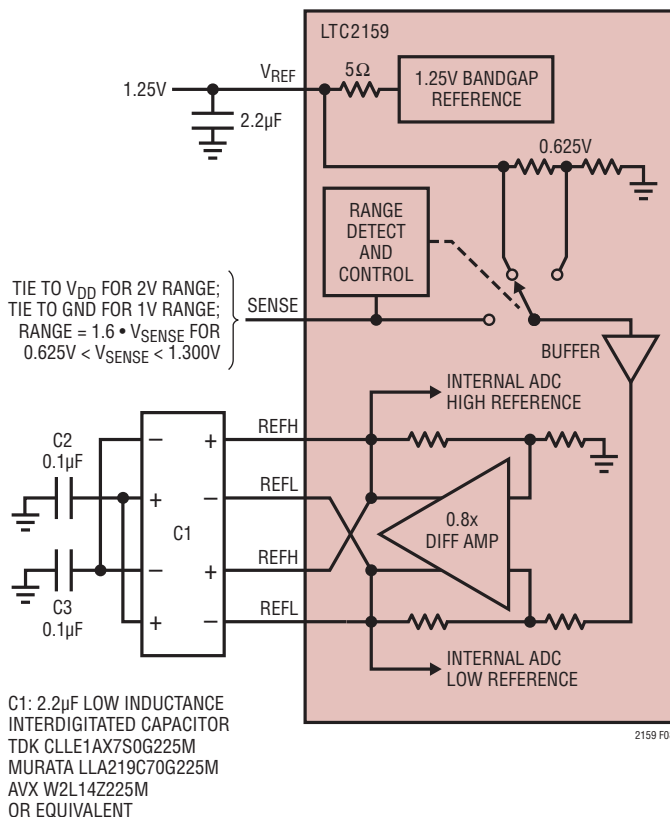 LTC2159
1.25V
VREF
5Ω
1.25V BANDGAP
REFERENCE
2.2µF
0.625V
RANGE
DETECT
AND
CONTROL
TIE TO VDD FOR 2V RANGE;
TIE TO GND FOR 1V RANGE;
RANGE = 1.6 • VSENSE FOR
0.625V < VSENSE < 1.300V
SENSE
BUFFER
INTERNAL ADC
HIGH REFERENCE
C2
0.1µF
C3
0.1µF
– +
+ –
– +
+ –
C1
REFH
REFL
REFH
REFL
0.8x
DIFF AMP
INTERNAL ADC
LOW REFERENCE
C1: 2.2µF LOW INDUCTANCE
INTERDIGITATED CAPACITOR
TDK CLLE1AX7S0G225M
MURATA LLA219C70G225M
AVX W2L14Z225M
OR EQUIVALENT
2159